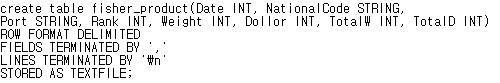 create table fisher_product(Date INT, NationalCode STRING,
Port STRING, Rank INT, Weight INT, Dollor INT, TotalW INT, TotalD INT)
ROW FORMAT DELIMITED
FIELDS TERMINATED BY ','
LINES TERMINATED BY '₩n'
STORED AS TEXTFILE;